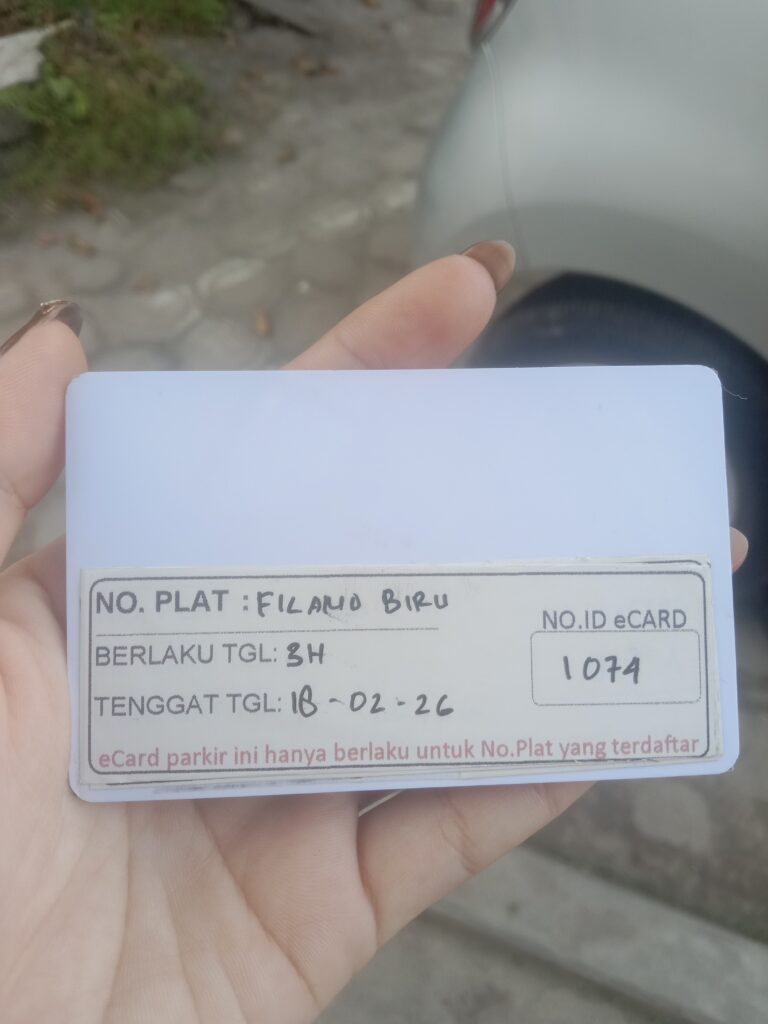 NO. PLAT : FILANO BIRU
BERLAKU TGL: 3H
TENGGAT TGL: 18-02-26
NO.ID eCARD
1074
eCard parkir ini hanya berlaku untuk No.Plat yang terdaftar